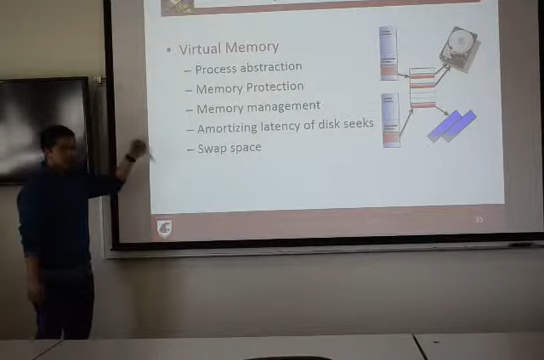 • Virtual Memory
– Process abstraction
– Memory Protection
– Memory management
– Amortizing latency of disk seeks
– Swap space